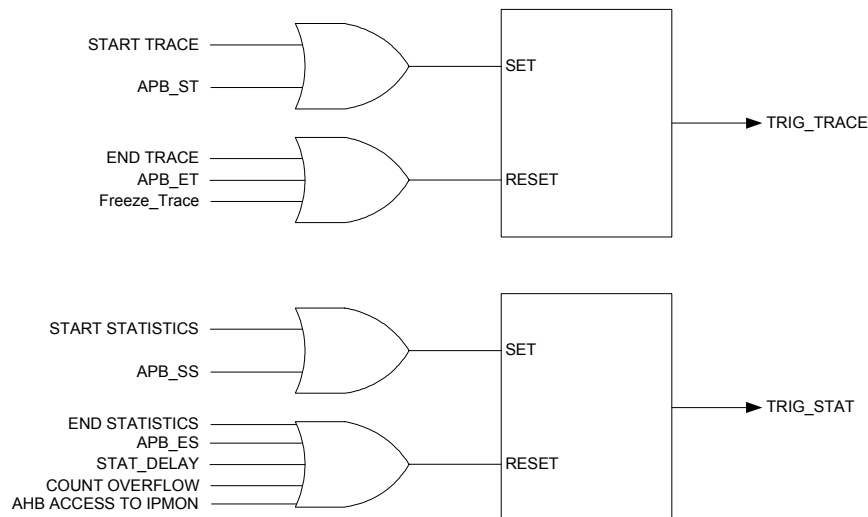 START TRACE
APB_ST
SET
TRIG_TRACE
END TRACE
APB_ET
Freeze_Trace
RESET
START STATISTICS
APB_SS
SET
TRIG_STAT
END STATISTICS
APB_ES
STAT_DELAY
COUNT OVERFLOW
AHB ACCESS TO IPMON
RESET